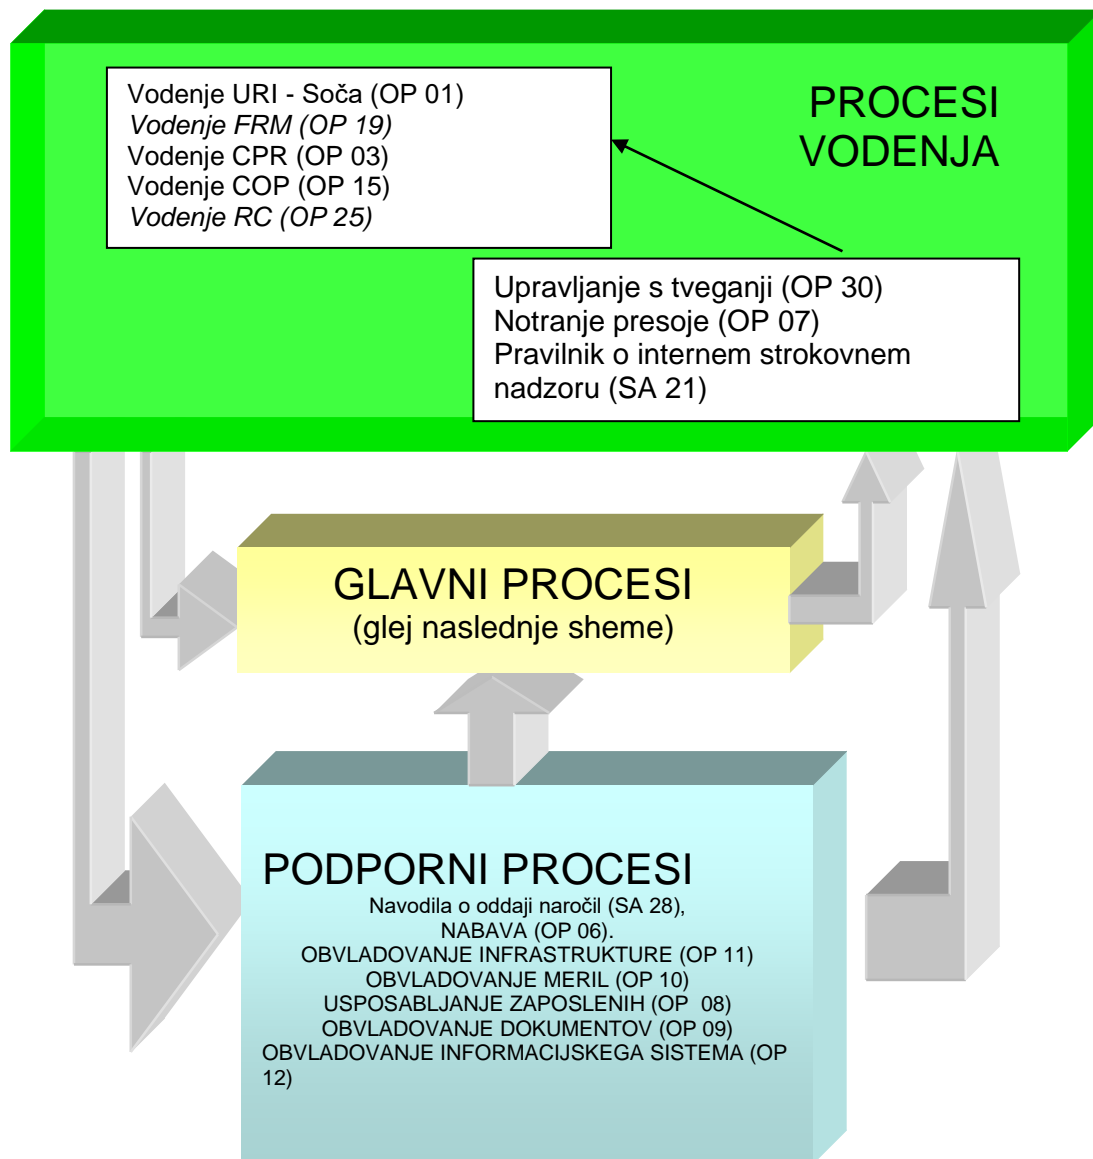 PROCESI
VODENJA
Vodenje URI - Soča (OP 01)
Vodenje FRM (OP 19)
Vodenje CPR (OP 03)
Vodenje COP (OP 15)
Vodenje RC (OP 25)
Upravljanje s tveganji (OP 30)
Notranje presoje (OP 07)
Pravilnik o internem strokovnem
nadzoru (SA 21)
GLAVNI PROCESI
(glej naslednje sheme)
PODPORNI PROCESI
Navodila o oddaji naročil (SA 28),
NABAVA (OP 06).
OBVLADOVANJE INFRASTRUKTURE (OP 11)
OBVLADOVANJE MERIL (OP 10)
USPOSABLJANJE ZAPOSLENIH (OP 08)
OBVLADOVANJE DOKUMENTOV (OP 09)
OBVLADOVANJE INFORMACIJSKEGA SISTEMA (OP
12)